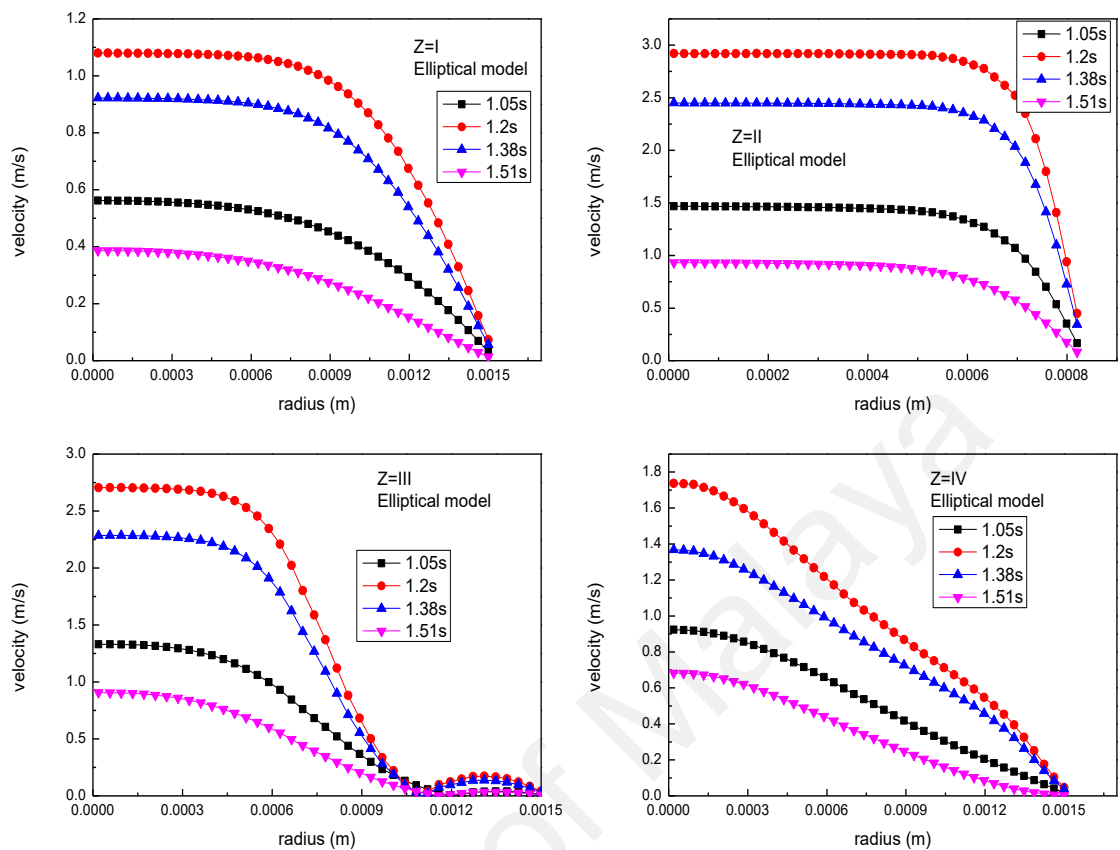 1.2
1.0
0.8
0.6
0.4
0.2
0.0
velocity (m/s)
Z=I
Elliptical model
1.05s
1.2s
1.38s
1.51s
0.0000 0.0003 0.0006 0.0009 0.0012 0.0015
radius (m)
3.0
2.5
2.0
1.5
1.0
0.5
0.0
velocity (m/s)
Z=II
Elliptical model
1.05s
1.2s
1.38s
1.51s
0.0000 0.0002 0.0004 0.0006 0.0008
radius (m)
3.0
2.5
2.0
1.5
1.0
0.5
0.0
velocity (m/s)
Z=III
Elliptical model
1.05s
1.2s
1.38s
1.51s
0.0000 0.0003 0.0006 0.0009 0.0012 0.0015
radius (m)
1.8
1.6
1.4
1.2
1.0
0.8
0.6
0.4
0.2
0.0
velocity (m/s)
Z=IV
Elliptical model
1.05s
1.2s
1.38s
1.51s
0.0000 0.0003 0.0006 0.0009 0.0012 0.0015
radius (m)
of Malaya